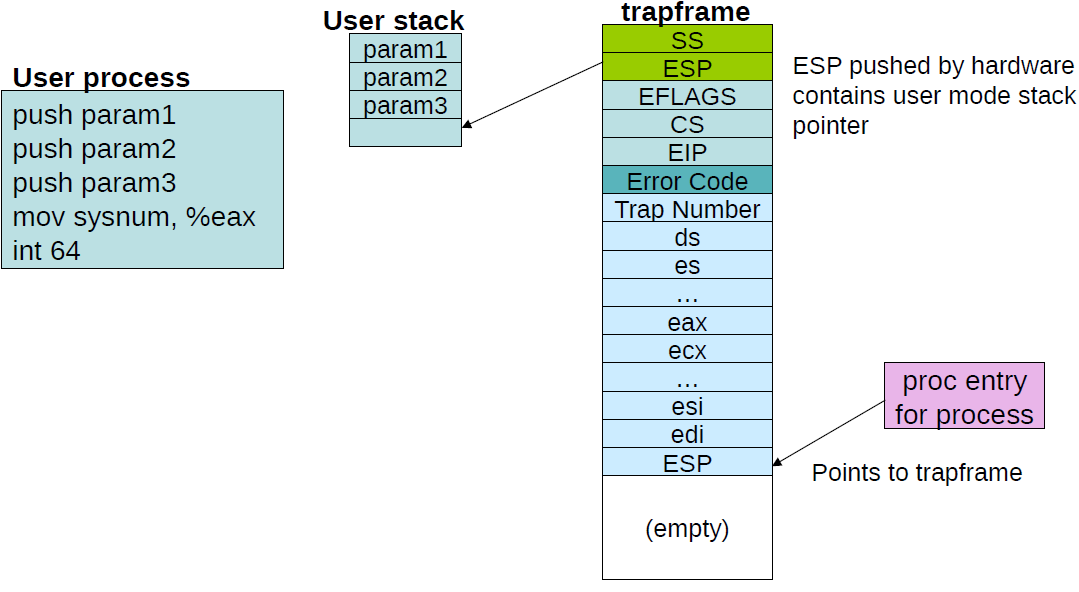 User process
push param1
push param2
push param3
mov sysnum, %eax
int 64
User stack
param1
param2
param3
trapframe
SS
ESP
EFLAGS
CS
EIP
Error Code
Trap Number
ds
es
...
eax
ecx
...
esi
edi
ESP
(empty)
ESP pushed by hardware
contains user mode stack
pointer
proc entry
for process
Points to trapframe